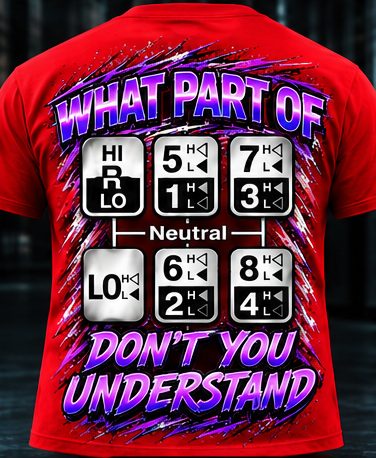 WHAT PART OF
HI
R
LO
5 H◁ L◀
1 H◁ L◁
7 H◁ L◀
3 H◁ L◁
Neutral
LO H◁ L◀
6 H◁ L◀
2 H◁ L◁
8 H◁ L◀
4 H◁ L◁
DON'T YOU
UNDERSTAND